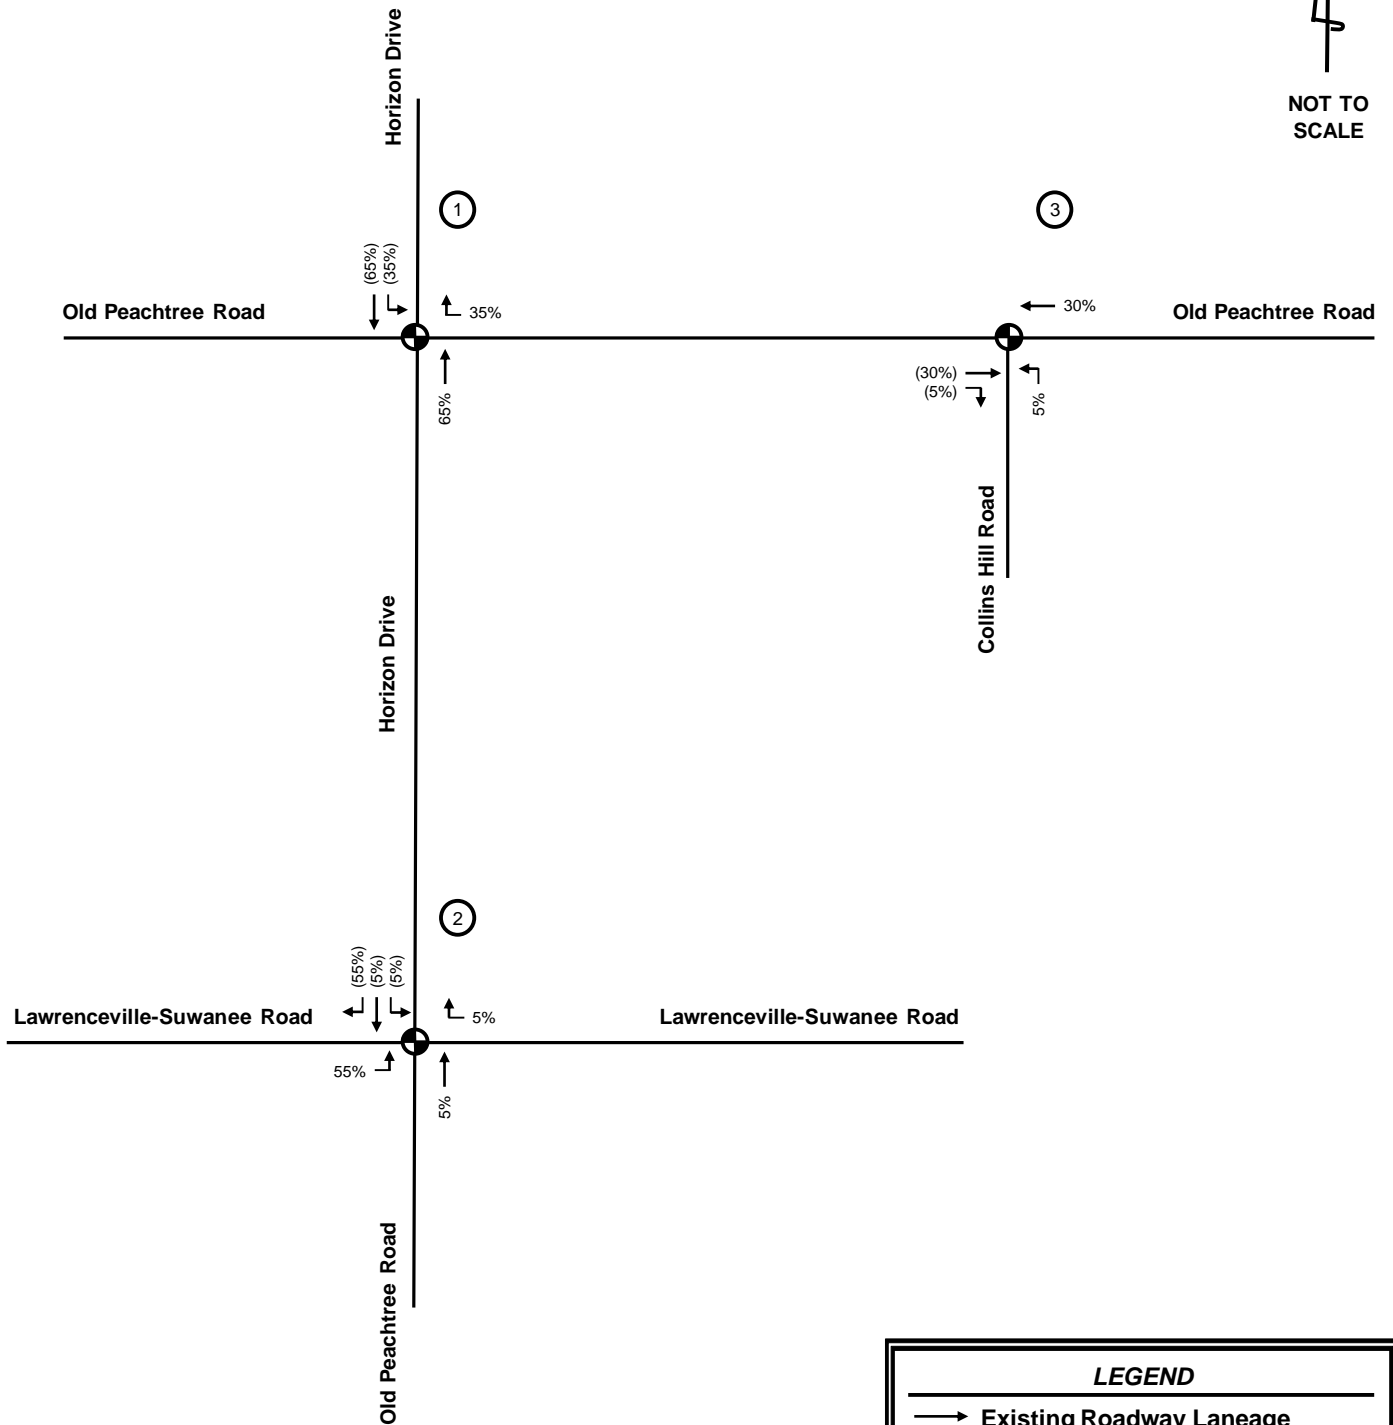 Horizon Drive
NOT TO
SCALE
1
3
(65%)
(35%)
Old Peachtree Road
35%
30%
Old Peachtree Road
65%
(30%)
(5%)
5%
Collins Hill Road
Horizon Drive
2
(55%)
(5%)
(5%)
Lawrenceville-Suwanee Road
5%
Lawrenceville-Suwanee Road
55%
5%
Old Peachtree Road
LEGEND
Existing Roadway Laneage